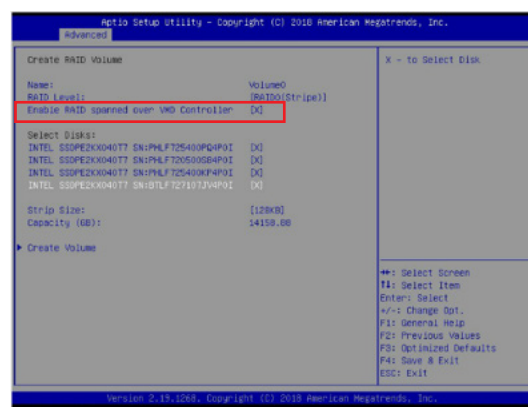 Aptio Setup Utility – Copyright (C) 2018 American Megatrends, Inc.
Advanced
Create RAID Volume
X – to Select Disk
Name: Volume0
RAID Level: [RAID0(Stripe)]
Enable RAID spanned over VMD Controller [X]
Select Disks:
INTEL SSDPE2KX040T7 SN:PHLF725400PQ4P0I [X]
INTEL SSDPE2KX040T7 SN:PHLF720500S84P0I [X]
INTEL SSDPE2KX040T7 SN:PHLF725400KP4P0I [X]
INTEL SSDPE2KX040T7 SN:BTLF727107JV4P0I [X]
Strip Size: [128KB]
Capacity (GB): 14158.08
Create Volume
: Select Screen
: Select Item
Enter: Select
+/-: Change Opt.
F1: General Help
F2: Previous Values
F3: Optimized Defaults
F4: Save & Exit
ESC: Exit
Version 2.19.1268. Copyright (C) 2018 American Megatrends, Inc.